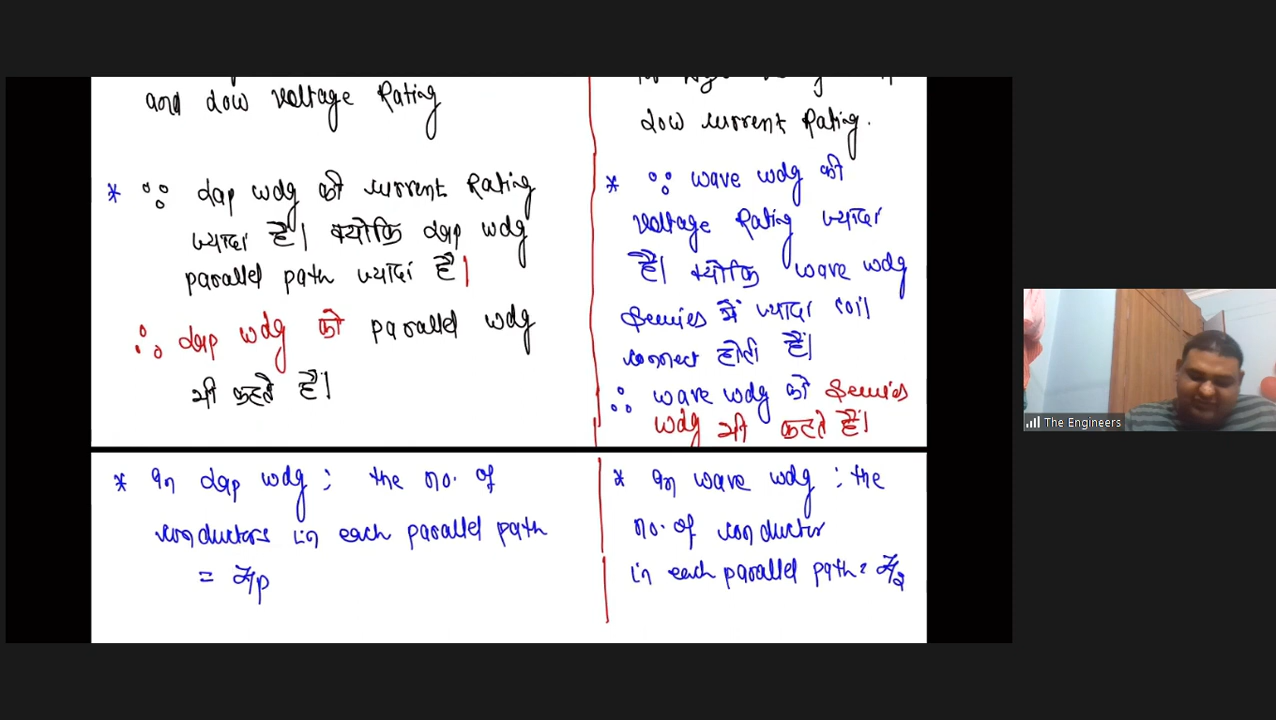 and Low voltage Rating
* ∵ Lap wdg की current Rating
ज्यादा है। क्योकि Lap wdg
parallel path ज्यादा है।
∴ Lap wdg को parallel wdg
भी कहते हैं।
Low current Rating.
* ∵ wave wdg की
voltage Rating ज्यादा
है। क्योकि wave wdg
Series में ज्यादा coil
connect होती हैं।
∴ wave wdg को Series
wdg भी कहते हैं।
* In Lap wdg ; the no. of
conductors in each parallel path
= Z/P
* In wave wdg ; the
no. of conductor
in each parallel path = Z/2
The Engineers